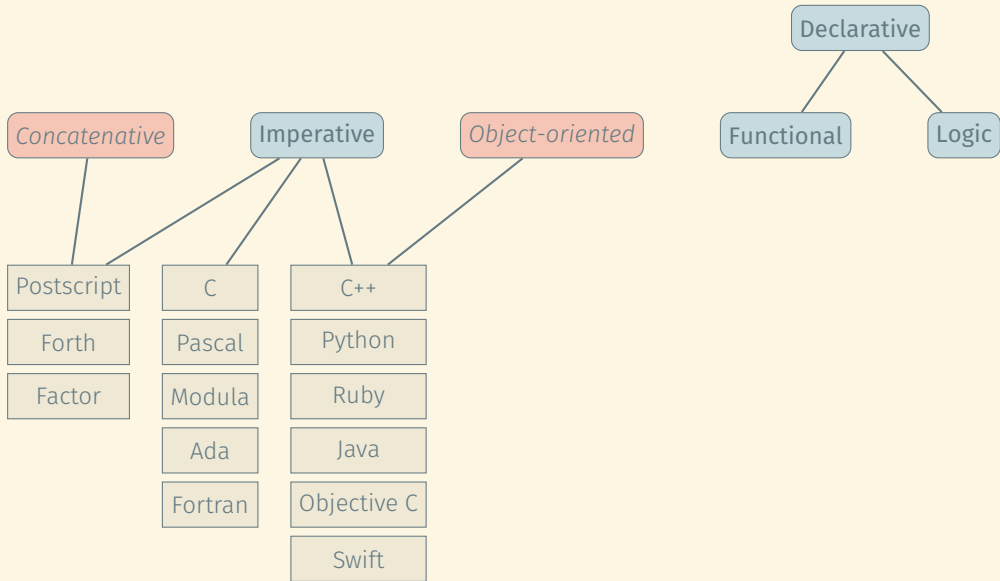 Declarative
Concatenative
Imperative
Object-oriented
Functional
Logic
Postscript
C
C++
Forth
Pascal
Python
Factor
Modula
Ruby
Ada
Java
Fortran
Objective C
Swift